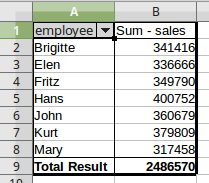 A B
1 employee Sum - sales
2 Brigitte 341416
3 Elen 336666
4 Fritz 349790
5 Hans 400752
6 John 360679
7 Kurt 379809
8 Mary 317458
9 Total Result 2486570